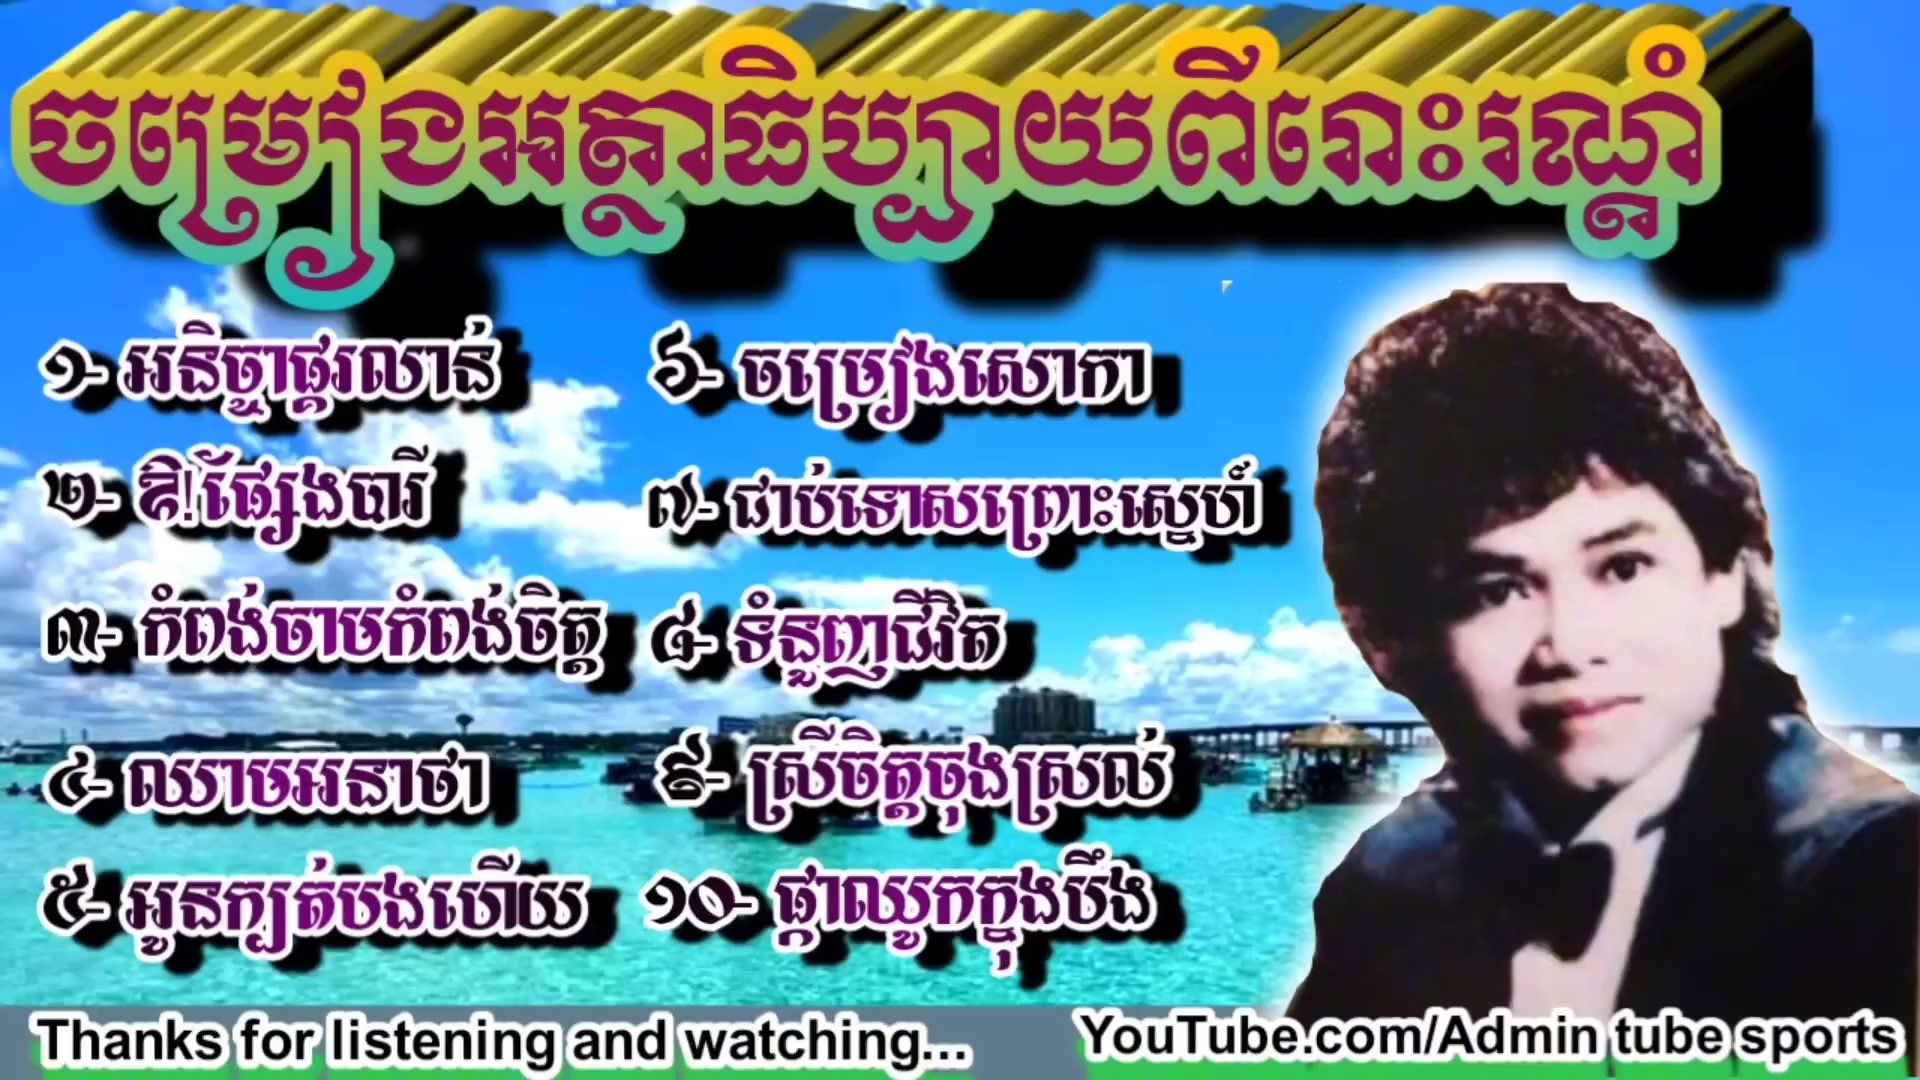 ចម្រៀងអត្ថាធិប្បាយពីរោះរណ្ដំ
១- អនិច្ចាផ្គរលាន់
២- ឱ!ផ្សែងបារី
៣- កំពង់ចាមកំពង់ចិត្ត
៤- ឈាមអនាថា
៥- អូនក្បត់បងហើយ
៦- ចម្រៀងសោកា
៧- ជាប់ទោសព្រោះស្នេហ៍
៨- ទំនួញជីវិត
៩- ស្រីចិត្តចុងស្រល់
១០- ផ្កាឈូកក្នុងបឹង
Thanks for listening and watching...
YouTube.com/Admin tube sports